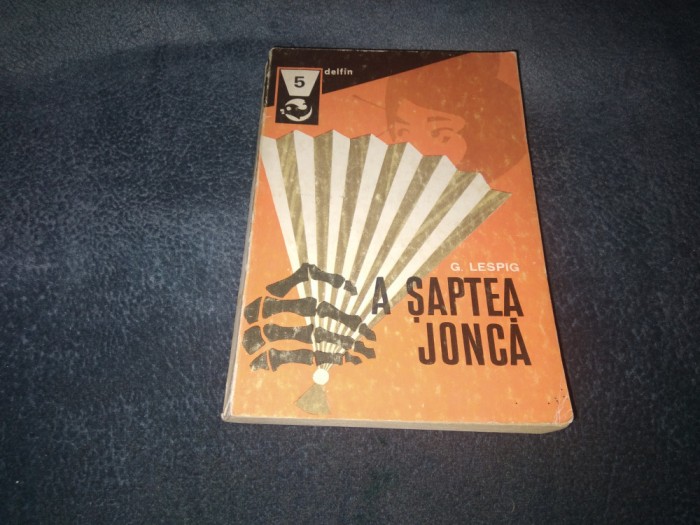 delfin
5
G. LESPIG
A ȘAPTEA
JONCĂ